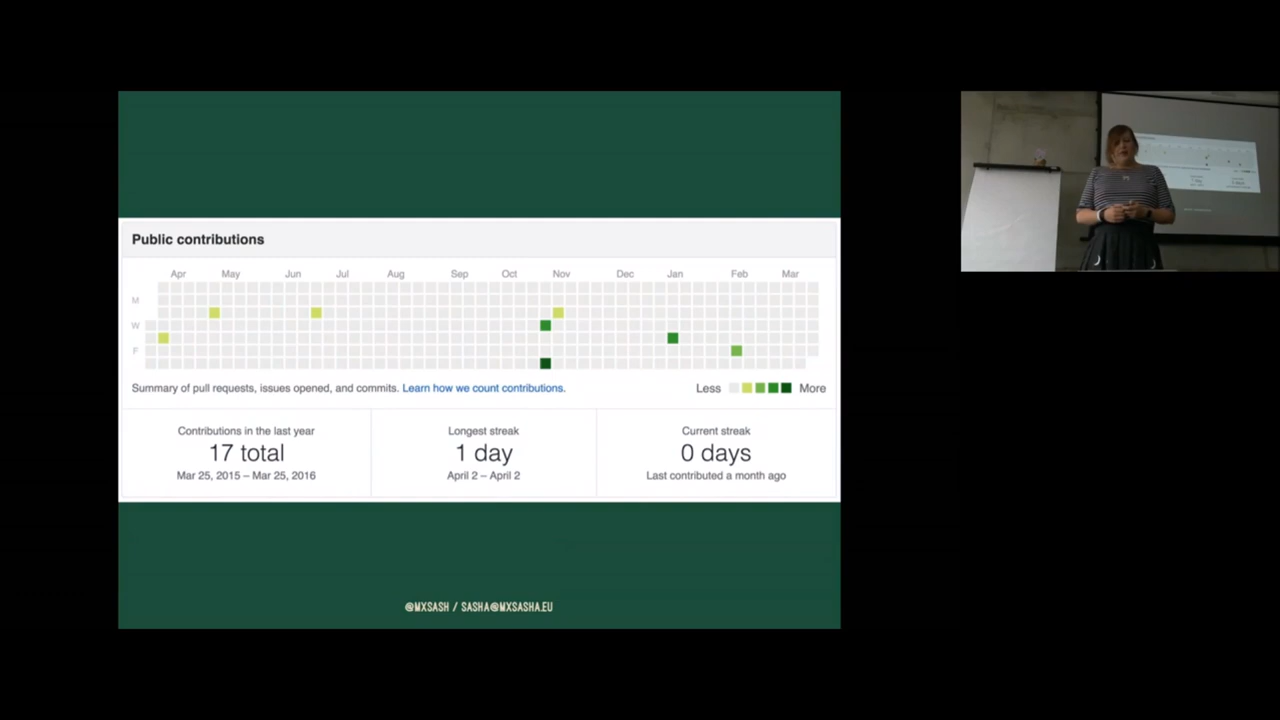 Public contributions
Apr May Jun Jul Aug Sep Oct Nov Dec Jan Feb Mar
M
W
F
Summary of pull requests, issues opened, and commits. Learn how we count contributions.
Less More
Contributions in the last year
17 total
Mar 25, 2015 – Mar 25, 2016
Longest streak
1 day
April 2 – April 2
Current streak
0 days
Last contributed a month ago
@MXSASH / SASHA@MXSASHA.EU